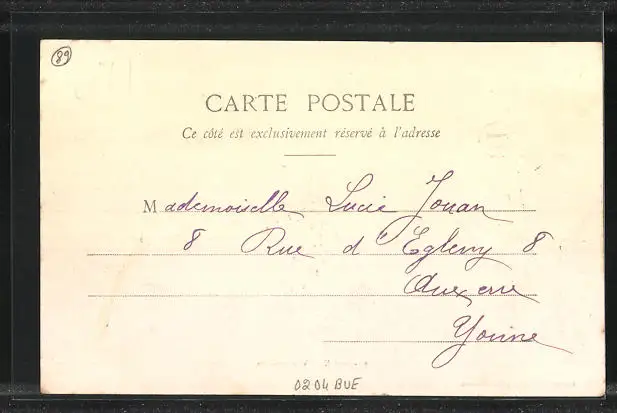 89
CARTE POSTALE
Ce côté est exclusivement réservé à l'adresse
Mademoiselle Lucie Jouan
8 Rue d'Egleny 8
Auxerre
Yonne
0204 BUE